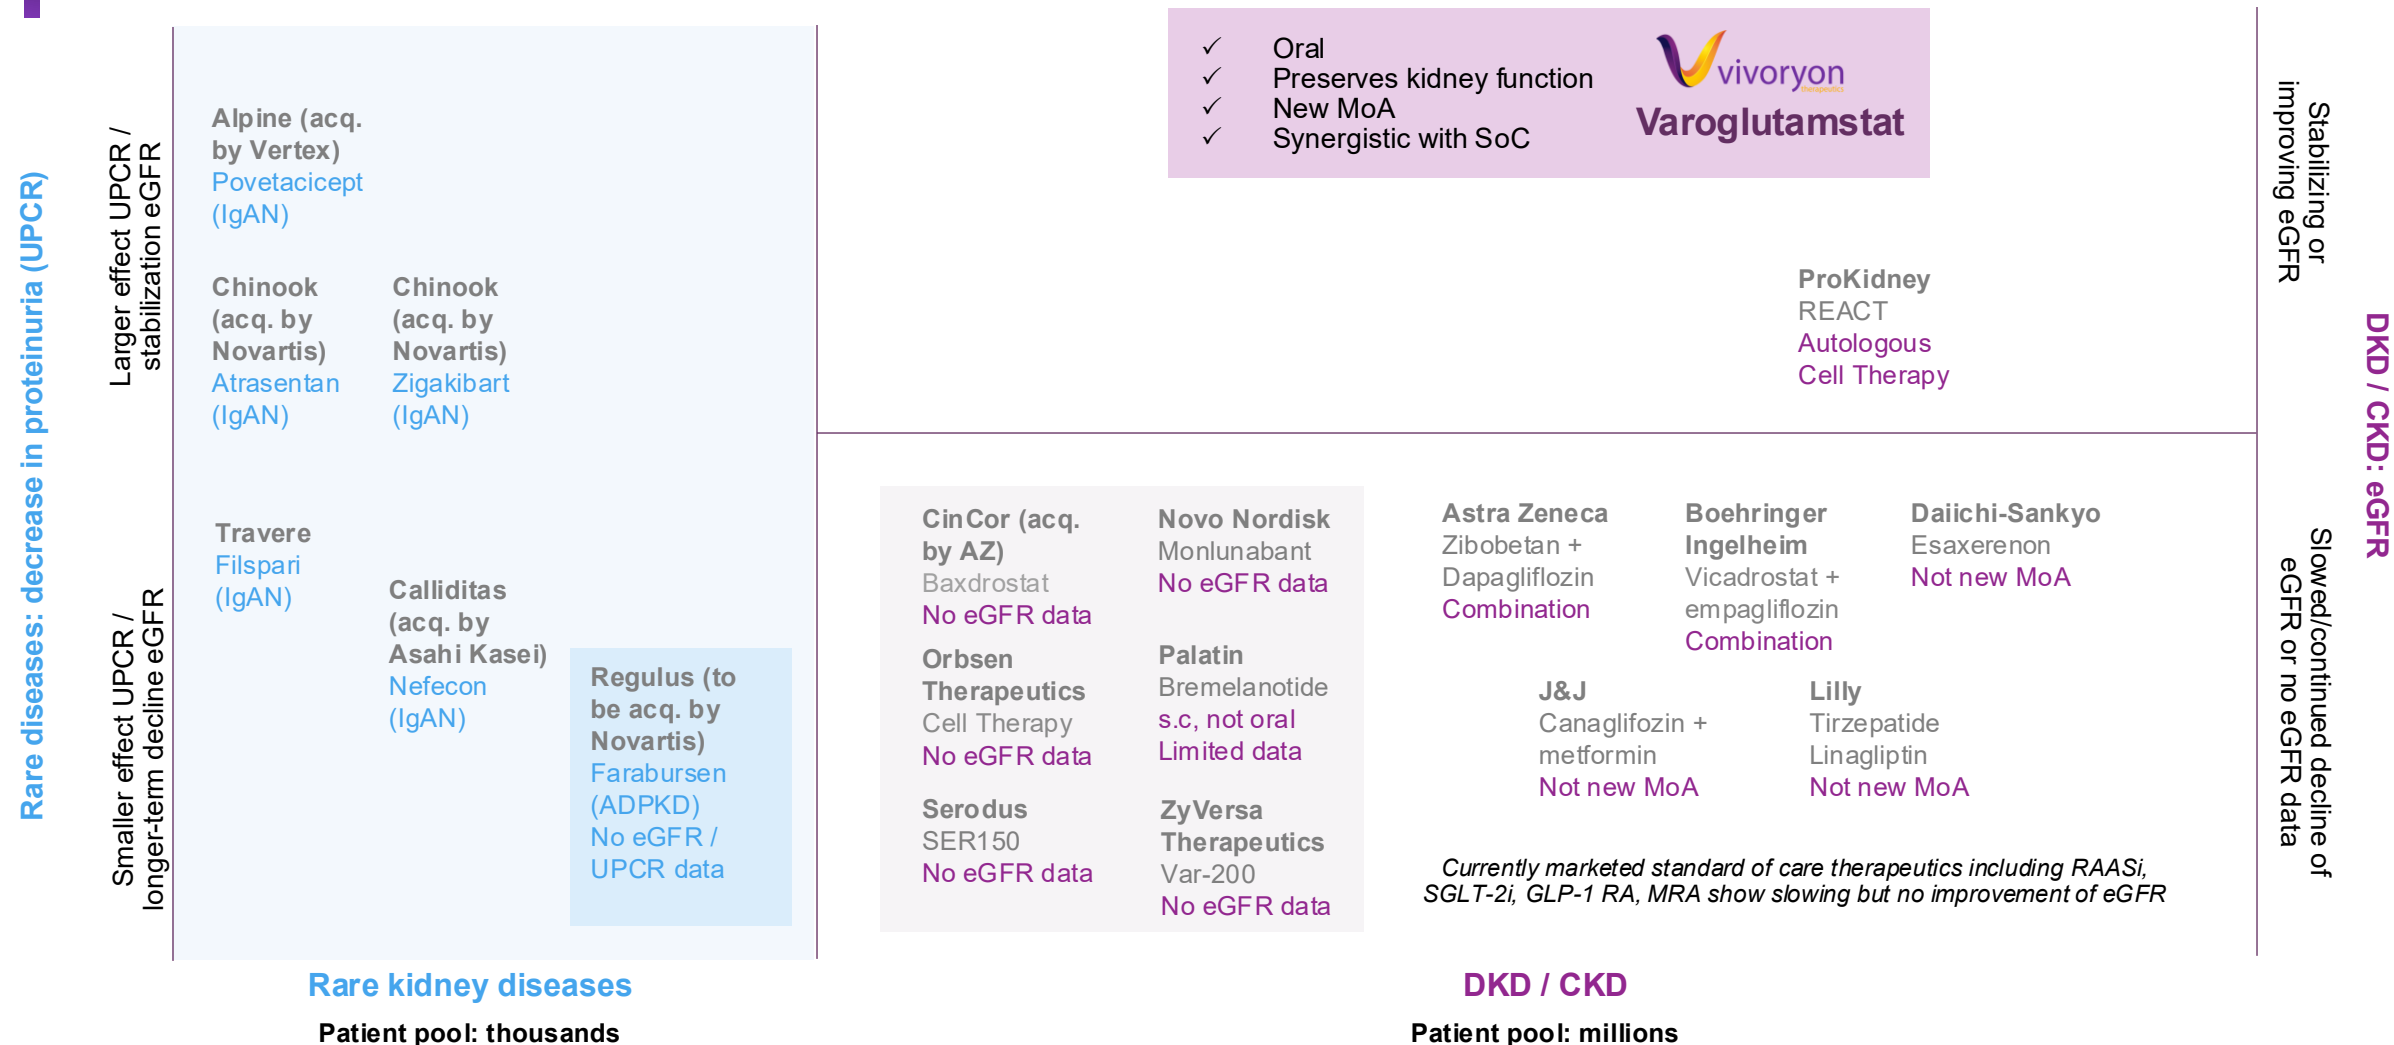 Rare diseases: decrease in proteinuria (UPCR)
Larger effect UPCR /
stabilization eGFR
Smaller effect UPCR /
longer-term decline eGFR
Alpine (acq.
by Vertex)
Povetacicept
(IgAN)
Chinook
(acq. by
Novartis)
Atrasentan
(IgAN)
Chinook
(acq. by
Novartis)
Zigakibart
(IgAN)
Travere
Filspari
(IgAN)
Calliditas
(acq. by
Asahi Kasei)
Nefecon
(IgAN)
Regulus (to
be acq. by
Novartis)
Farabursen
(ADPKD)
No eGFR /
UPCR data
Rare kidney diseases
Patient pool: thousands
✓ Oral
✓ Preserves kidney function
✓ New MoA
✓ Synergistic with SoC
vivoryon
therapeutics
Varoglutamstat
ProKidney
REACT
Autologous
Cell Therapy
CinCor (acq.
by AZ)
Baxdrostat
No eGFR data
Novo Nordisk
Monlunabant
No eGFR data
Orbsen
Therapeutics
Cell Therapy
No eGFR data
Palatin
Bremelanotide
s.c, not oral
Limited data
Serodus
SER150
No eGFR data
ZyVersa
Therapeutics
Var-200
No eGFR data
Astra Zeneca
Zibobetan +
Dapagliflozin
Combination
Boehringer
Ingelheim
Vicadrostat +
empagliflozin
Combination
Daiichi-Sankyo
Esaxerenon
Not new MoA
J&J
Canaglifozin +
metformin
Not new MoA
Lilly
Tirzepatide
Linagliptin
Not new MoA
Currently marketed standard of care therapeutics including RAASi,
SGLT-2i, GLP-1 RA, MRA show slowing but no improvement of eGFR
DKD / CKD
Patient pool: millions
Stabilizing or
improving eGFR
Slowed/continued decline of
eGFR or no eGFR data
DKD / CKD: eGFR